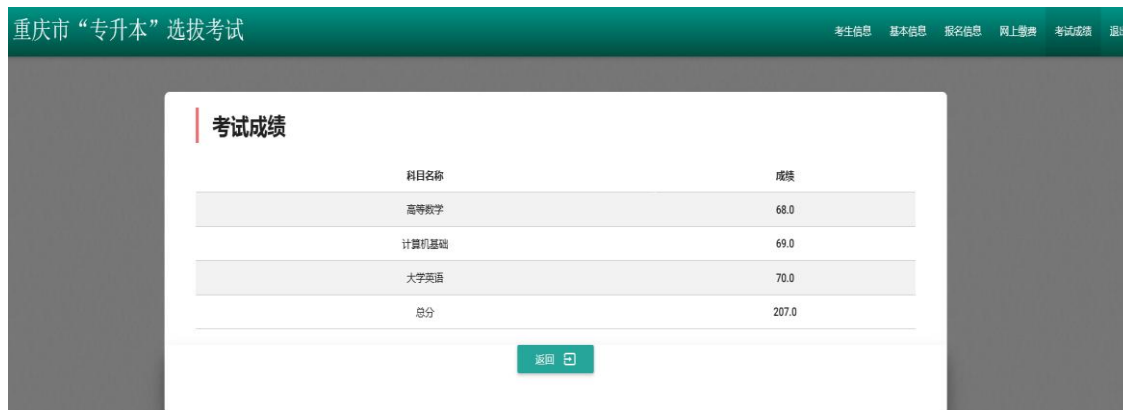 重庆市“专升本”选拔考试
考生信息 基本信息 报名信息 网上缴费 考试成绩
考试成绩
科目名称 成绩
高等数学 68.0
计算机基础 69.0
大学英语 70.0
总分 207.0
返回